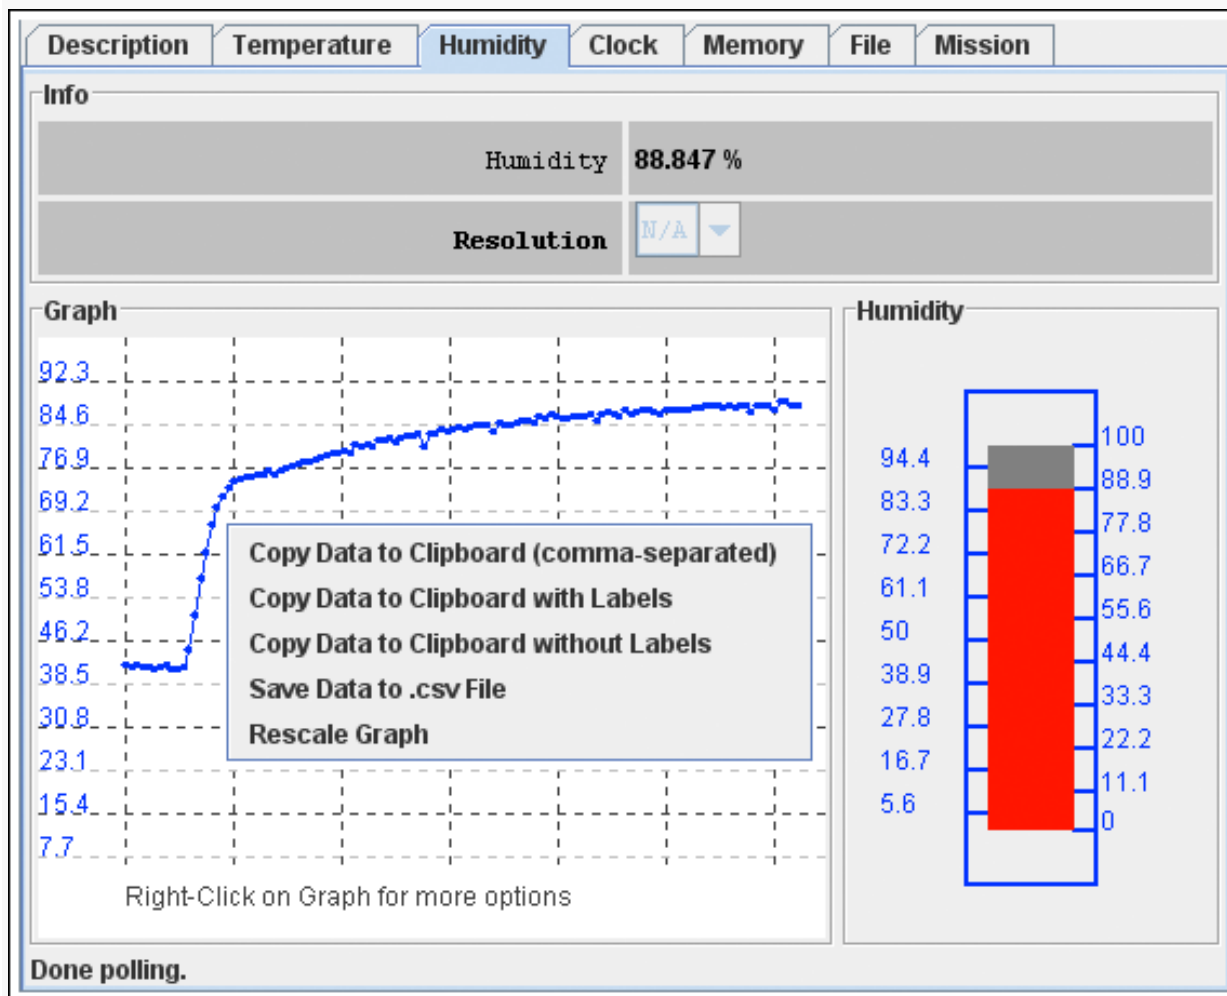 Description Temperature Humidity Clock Memory File Mission
Info
Humidity 88.847 %
Resolution N/A
Graph
92.3
84.6
76.9
69.2
61.5
53.8
46.2
38.5
30.8
23.1
15.4
7.7
Copy Data to Clipboard (comma-separated)
Copy Data to Clipboard with Labels
Copy Data to Clipboard without Labels
Save Data to .csv File
Rescale Graph
Right-Click on Graph for more options
Humidity
94.4
83.3
72.2
61.1
50
38.9
27.8
16.7
5.6
100
88.9
77.8
66.7
55.6
44.4
33.3
22.2
11.1
0
Done polling.